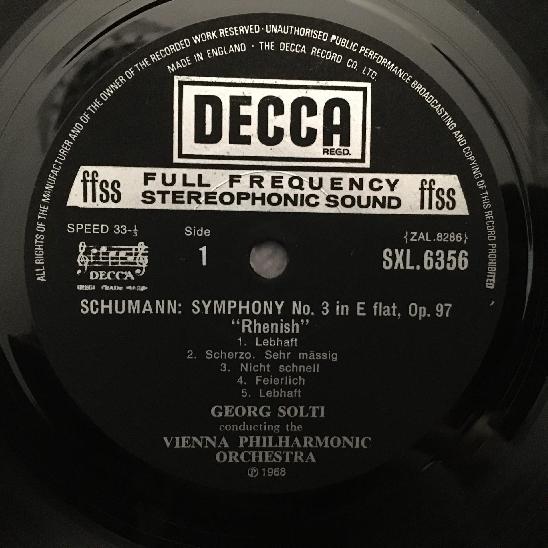 ALL RIGHTS OF THE MANUFACTURER AND OF THE OWNER OF THE RECORDED WORK RESERVED · UNAUTHORISED PUBLIC PERFORMANCE BROADCASTING AND COPYING OF THIS RECORD PROHIBITED
MADE IN ENGLAND · THE DECCA RECORD CO. LTD.
DECCA
REGD.
ffss FULL FREQUENCY ffss
STEREOPHONIC SOUND
SPEED 33-⅓ Side {ZAL.8286}
1 SXL.6356
DECCA
SCHUMANN: SYMPHONY No. 3 in E flat, Op. 97
“Rhenish”
1. Lebhaft
2. Scherzo. Sehr mässig
3. Nicht schnell
4. Feierlich
5. Lebhaft
GEORG SOLTI
conducting the
VIENNA PHILHARMONIC
ORCHESTRA
℗ 1968